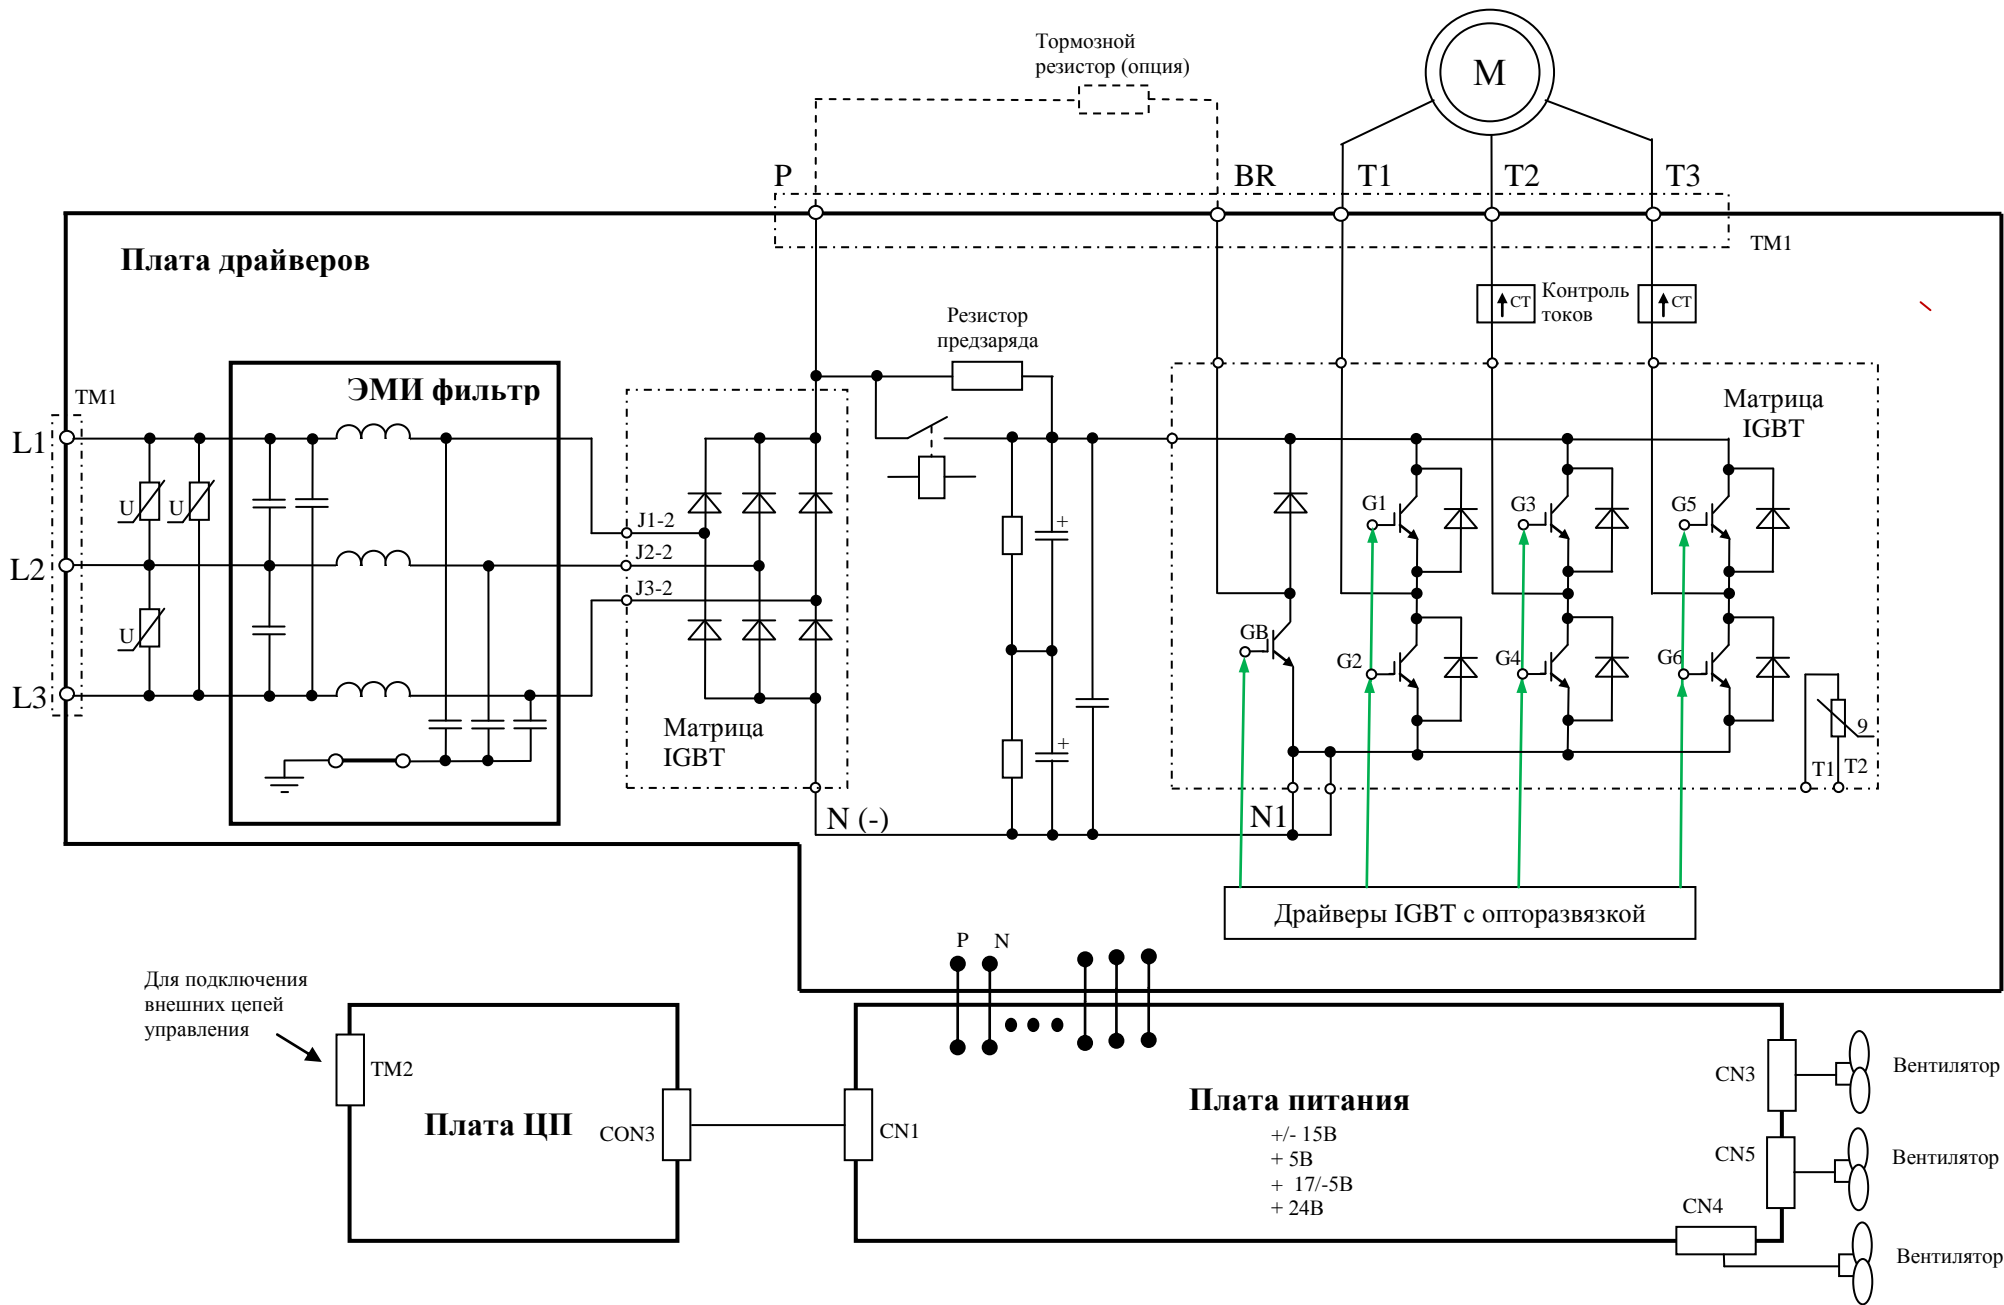 Тормозной
резистор (опция)
M
P
BR
T1
T2
T3
TM1
Плата драйверов
CT
Контроль
токов
CT
Резистор
предзаряда
ЭМИ фильтр
TM1
Матрица
IGBT
L1
L2
L3
U
U
U
J1-2
J2-2
J3-2
+
+
G1
G3
G5
GB
G2
G4
G6
Матрица
IGBT
9
T1
T2
N (-)
N1
Драйверы IGBT с опторазвязкой
P
N
Для подключения
внешних цепей
управления
TM2
Плата ЦП
CON3
CN1
Плата питания
+/- 15В
+ 5В
+ 17/-5В
+ 24В
CN3
Вентилятор
CN5
Вентилятор
CN4
Вентилятор